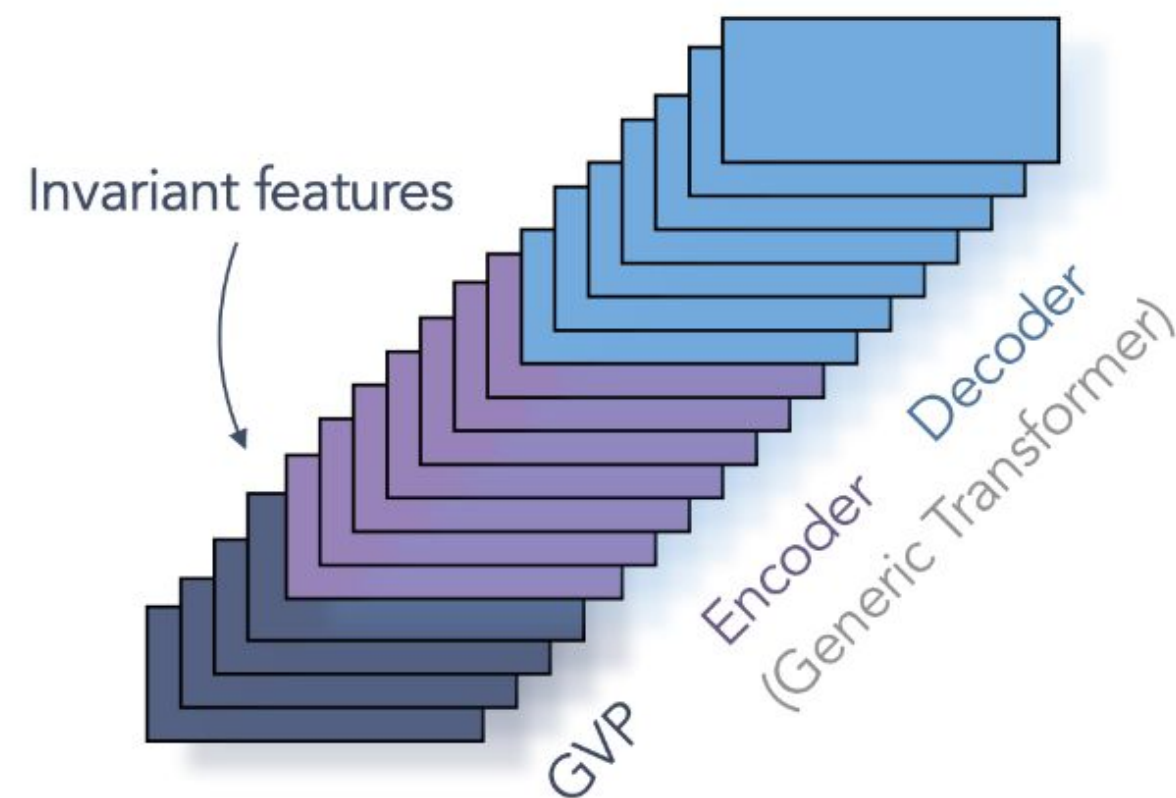 Invariant features
GVP
Encoder
Decoder
(Generic Transformer)